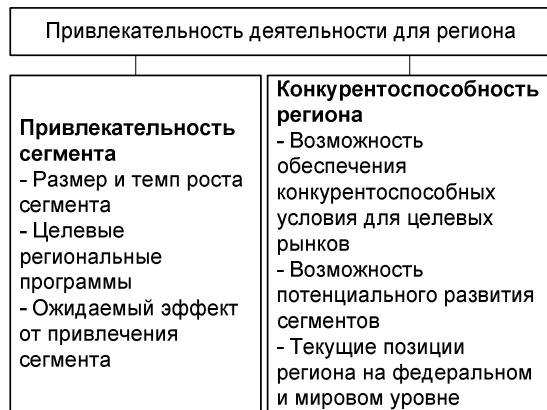 Привлекательность деятельности для региона
Привлекательность
сегмента
- Размер и темп роста
сегмента
- Целевые
региональные
программы
- Ожидаемый эффект
от привлечения
сегмента
Конкурентоспособность
региона
- Возможность
обеспечения
конкурентоспособных
условия для целевых
рынков
- Возможность
потенциального развития
сегментов
- Текущие позиции
региона на федеральном
и мировом уровне